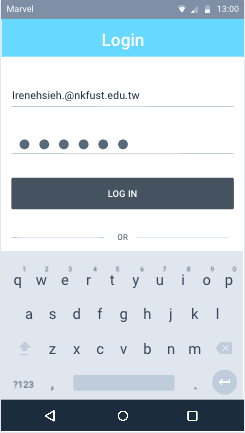 Marvel 13:00
Login
Irenehsieh.@nkfust.edu.tw
LOG IN
OR
1 2 3 4 5 6 7 8 9 0
q w e r t y u i o p
a s d f g h j k l
z x c v b n m
?123 , .